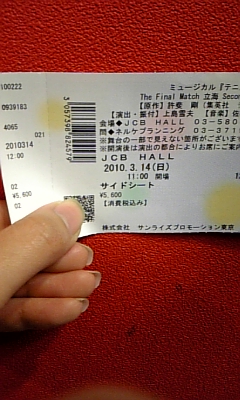 100222
0939183
4065
021
20100314
12:00
02
¥5,600
02
3057398824679
ミュージカル『テニ
The Final Match 立海 Secon
【原作】許斐 剛(集英社
【演出・振付】上島雪夫 【音楽】佐
会場◆JCB HALL 03-580
問◆ネルケプランニング 03-371
※舞台の一部で見えない箇所がございます
※開演後は演出の都合によりお席にご案内
JCB HALL
2010. 3.14(日)
11:00 開場
サイドシート
¥5,600
【消費税込み】
株式会社 サンライズプロモーション東京